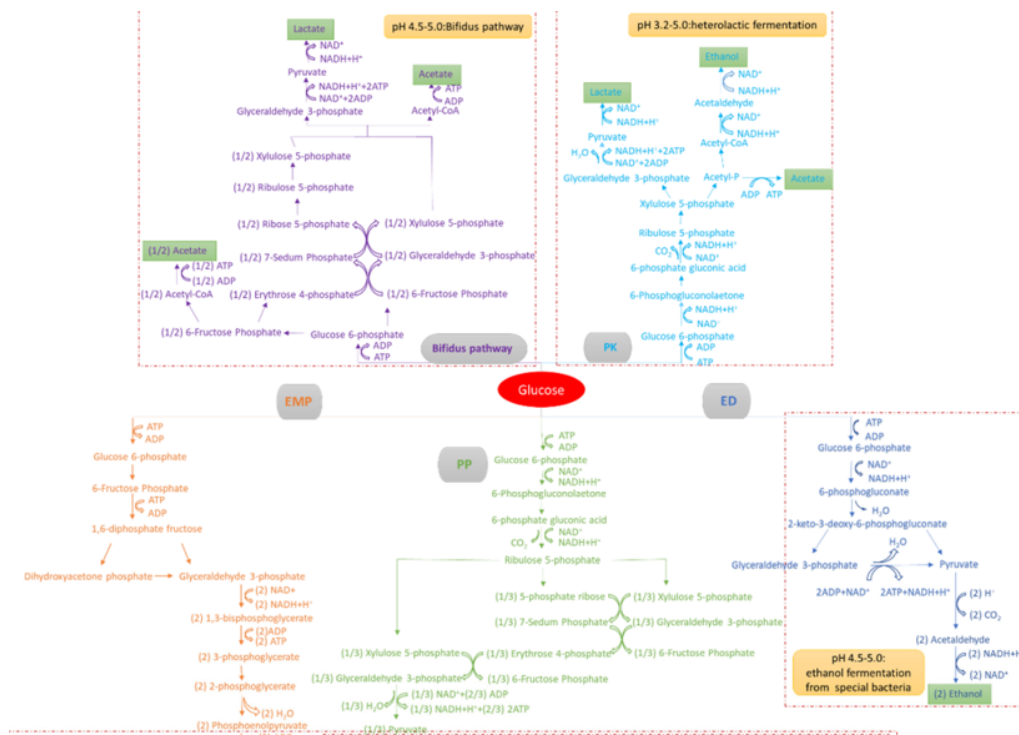 pH 4.5-5.0:Bifidus pathway
Lactate
NAD⁺
NADH+H⁺
Pyruvate
NADH+H⁺+2ATP
NAD⁺+2ADP
Glyceraldehyde 3-phosphate
Acetate
ATP
ADP
Acetyl-CoA
(1/2) Xylulose 5-phosphate
(1/2) Ribulose 5-phosphate
(1/2) Ribose 5-phosphate
(1/2) Xylulose 5-phosphate
(1/2) 7-Sedum Phosphate
(1/2) Glyceraldehyde 3-phosphate
(1/2) Acetate
(1/2) ATP
(1/2) ADP
(1/2) Acetyl-CoA
(1/2) Erythrose 4-phosphate
(1/2) 6-Fructose Phosphate
(1/2) 6-Fructose Phosphate
Glucose 6-phosphate
ADP
ATP
Bifidus pathway
pH 3.2-5.0:heterolactic fermentation
Ethanol
NAD⁺
NADH+H⁺
Acetaldehyde
NAD⁺
NADH+H⁺
Acetyl-CoA
Lactate
NAD⁺
NADH+H⁺
Pyruvate
H₂O
NADH+H⁺+2ATP
NAD⁺+2ADP
Glyceraldehyde 3-phosphate
Acetyl-P
ADP ATP
Acetate
Xylulose 5-phosphate
Ribulose 5-phosphate
CO₂
NADH+H⁺
NAD⁺
6-phosphate gluconic acid
6-Phosphogluconolaetone
NADH+H⁺
Glucose 6-phosphate
ADP
ATP
PK
Glucose
EMP
ED
PP
ATP
ADP
Glucose 6-phosphate
6-Fructose Phosphate
ATP
ADP
1,6-diphosphate fructose
Dihydroxyacetone phosphate
Glyceraldehyde 3-phosphate
(2) NAD+
(2) NADH+H⁺
(2) 1,3-bisphosphoglycerate
(2)ADP
(2) ATP
(2) 3-phosphoglycerate
(2) 2-phosphoglycerate
(2) H₂O
(2) Phosphoenolpyruvate
ATP
ADP
Glucose 6-phosphate
NAD⁺
NADH+H⁺
6-Phosphogluconolaetone
6-phosphate gluconic acid
CO₂
NAD⁺
NADH+H⁺
Ribulose 5-phosphate
(1/3) 5-phosphate ribose
(1/3) Xylulose 5-phosphate
(1/3) 7-Sedum Phosphate
(1/3) Glyceraldehyde 3-phosphate
(1/3) Xylulose 5-phosphate
(1/3) Erythrose 4-phosphate
(1/3) 6-Fructose Phosphate
(1/3) Glyceraldehyde 3-phosphate
(1/3) 6-Fructose Phosphate
(1/3) H₂O
(1/3) NAD⁺+(2/3) ADP
(1/3) NADH+H⁺+(2/3) 2ATP
(1/3) Pyruvate
ATP
ADP
Glucose 6-phosphate
NAD⁺
NADH+H⁺
6-phosphogluconate
H₂O
2-keto-3-deoxy-6-phosphogluconate
Glyceraldehyde 3-phosphate
H₂O
Pyruvate
2ADP+NAD⁺
2ATP+NADH+H⁺
(2) CO₂
(2) Acetaldehyde
(2) NADH+H
(2) NAD⁺
(2) Ethanol
pH 4.5-5.0:
ethanol fermentation
from special bacteria